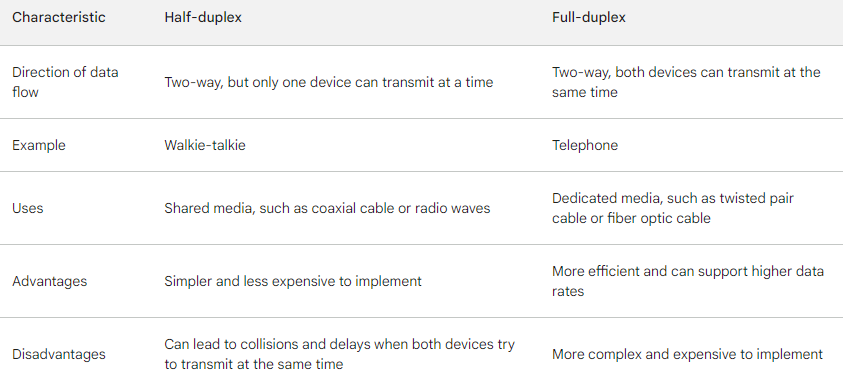 Characteristic Half-duplex Full-duplex
Direction of data
flow
Two-way, but only one device can transmit at a time
Two-way, both devices can transmit at the
same time
Example Walkie-talkie Telephone
Uses Shared media, such as coaxial cable or radio waves
Dedicated media, such as twisted pair
cable or fiber optic cable
Advantages Simpler and less expensive to implement
More efficient and can support higher data
rates
Disadvantages
Can lead to collisions and delays when both devices try
to transmit at the same time
More complex and expensive to implement